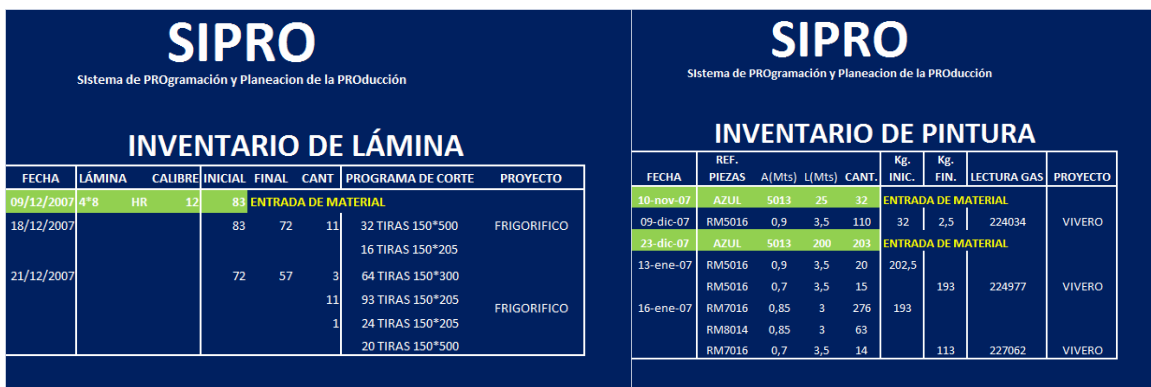 SIPRO
SIstema de PROgramación y Planeacion de la PROducción
INVENTARIO DE LÁMINA
FECHA LÁMINA CALIBRE INICIAL FINAL CANT PROGRAMA DE CORTE PROYECTO
09/12/2007 4*8 HR 12 83 ENTRADA DE MATERIAL
18/12/2007 83 72 11 32 TIRAS 150*500 FRIGORIFICO
16 TIRAS 150*205
21/12/2007 72 57 3 64 TIRAS 150*300
11 93 TIRAS 150*205 FRIGORIFICO
1 24 TIRAS 150*205
20 TIRAS 150*500
SIPRO
SIstema de PROgramación y Planeacion de la PROducción
INVENTARIO DE PINTURA
FECHA REF. PIEZAS A(Mts) L(Mts) CANT. Kg. INIC. Kg. FIN. LECTURA GAS PROYECTO
10-nov-07 AZUL 5013 25 32 ENTRADA DE MATERIAL
09-dic-07 RM5016 0,9 3,5 110 32 2,5 224034 VIVERO
23-dic-07 AZUL 5013 200 203 ENTRADA DE MATERIAL
13-ene-07 RM5016 0,9 3,5 20 202,5
RM5016 0,7 3,5 15 193 224977 VIVERO
16-ene-07 RM7016 0,85 3 276 193
RM8014 0,85 3 63
RM7016 0,7 3,5 14 113 227062 VIVERO